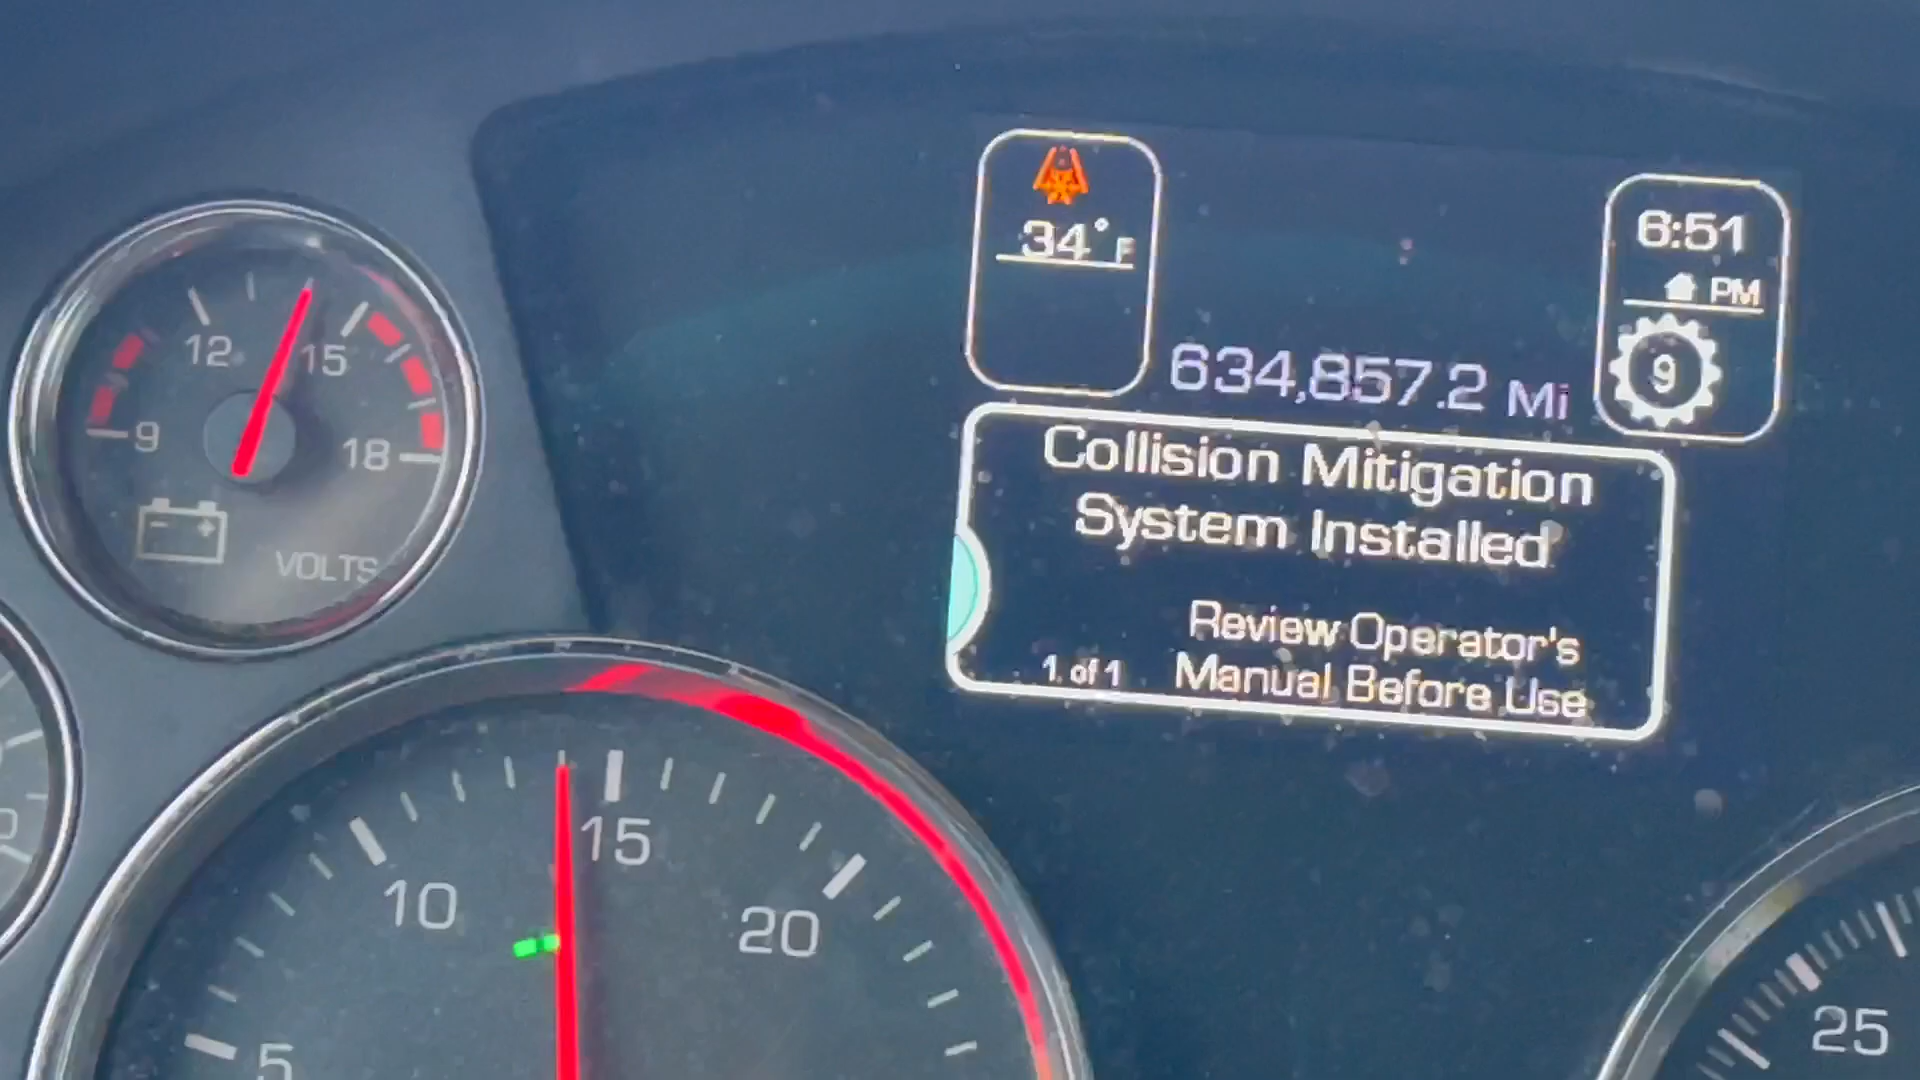 34°F
6:51
PM
9
634,857.2 Mi
Collision Mitigation
System Installed
Review Operator's
1 of 1 Manual Before Use
9
12
15
18
VOLTS
5
10
15
20
25